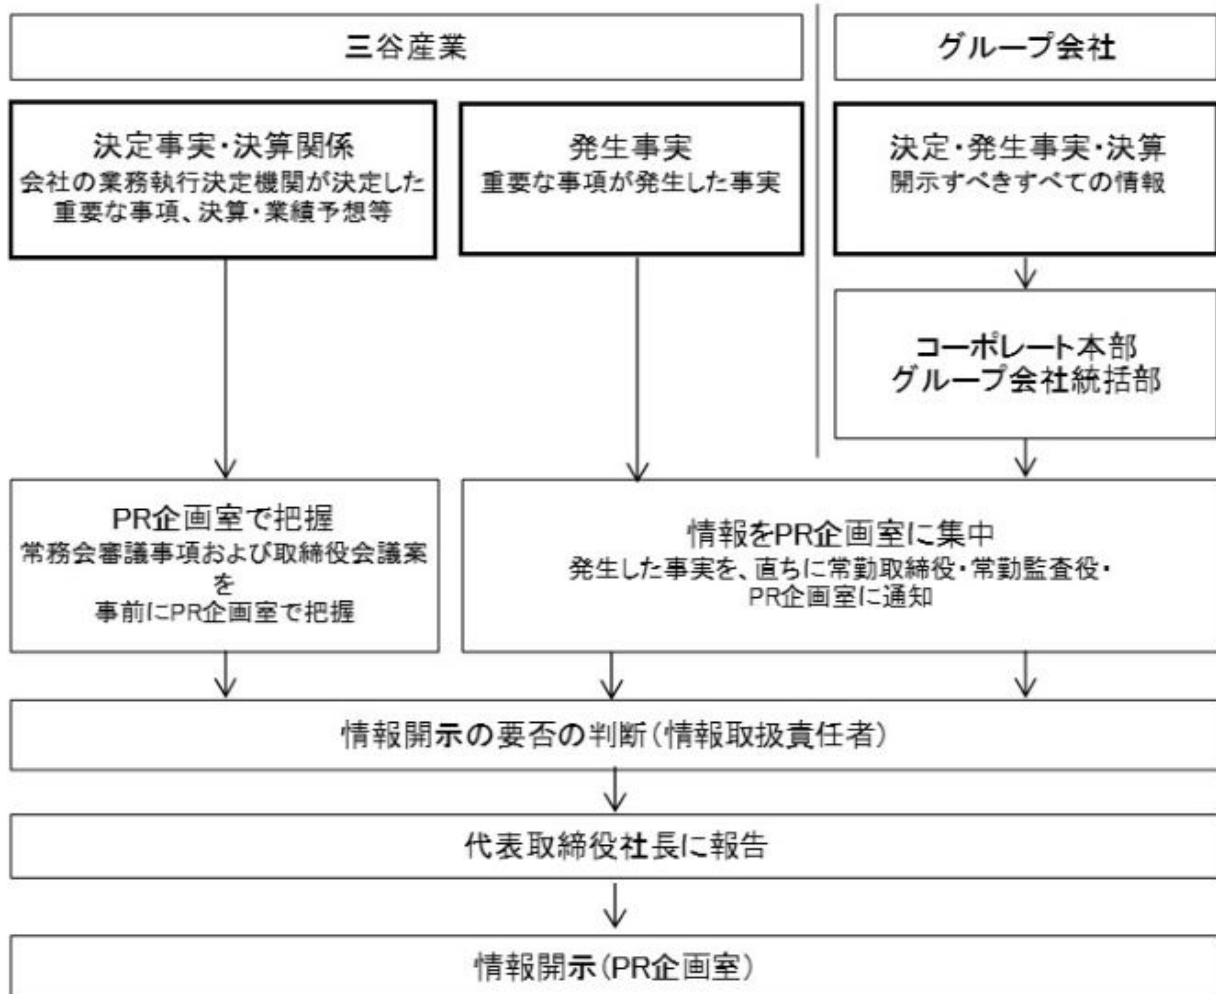 三谷産業
グループ会社
決定事実・決算関係
会社の業務執行決定機関が決定した
重要な事項、決算・業績予想等
発生事実
重要な事項が発生した事実
決定・発生事実・決算
開示すべきすべての情報
コーポレート本部
グループ会社統括部
PR企画室で把握
常務会審議事項および取締役会議案
を
事前にPR企画室で把握
情報をPR企画室に集中
発生した事実を、直ちに常勤取締役・常勤監査役・
PR企画室に通知
情報開示の要否の判断（情報取扱責任者）
代表取締役社長に報告
情報開示（PR企画室）